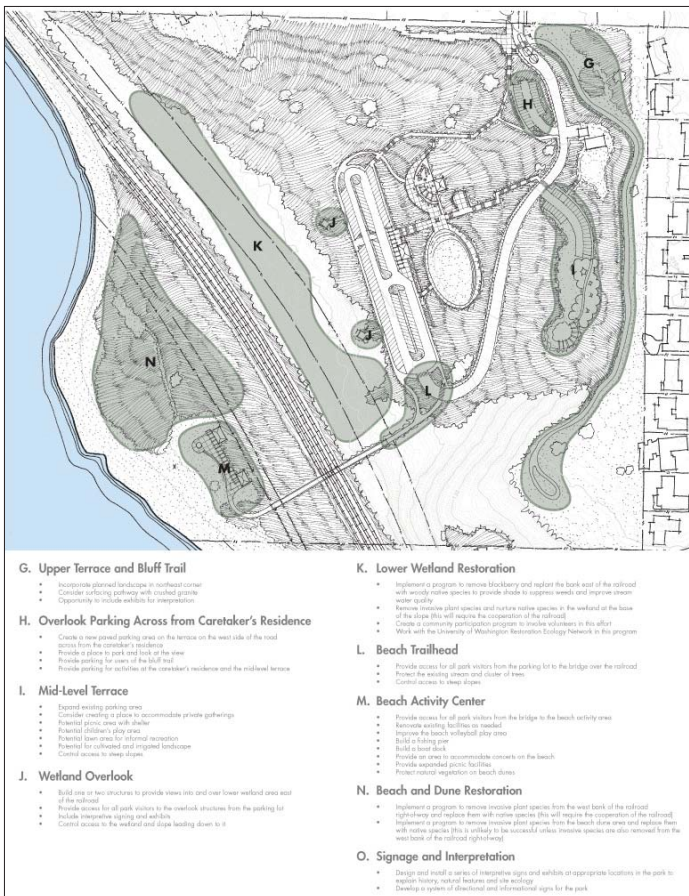 G
H
J
K
I
J
N
L
M
G. Upper Terrace and Bluff Trail
Incorporate planned landscape in northeast corner
Consider surfacing pathway with crushed granite
Opportunity to include exhibits for interpretation
H. Overlook Parking Across from Caretaker's Residence
Create a new paved parking area on the terrace on the west side of the road
across from the caretaker's residence
Provide a place to park and look at the view
Provide parking for users of the bluff trail
Provide parking for activities at the caretaker's residence and the mid-level terrace
I. Mid-Level Terrace
Expand existing parking area
Consider creating a place to accommodate private gatherings
Potential picnic area with shelter
Potential children's play area
Potential lawn area for informal recreation
Potential for cultivated and irrigated landscape
Control access to steep slopes
J. Wetland Overlook
Build one or two structures to provide views into and over lower wetland area east
of the railroad
Provide access for all park visitors to the overlook structures from the parking lot
Include interpretive signing and exhibits
Control access to the wetland and slope leading down to it
K. Lower Wetland Restoration
Implement a program to remove blackberry and replant the bank east of the railroad
with woody native species to provide shade to suppress weeds and improve stream
water quality
Remove invasive plant species and nurture native species in the wetland at the base
of the slope (this will require the cooperation of the railroad)
Create a community participation program to involve volunteers in this effort
Work with the University of Washington Restoration Ecology Network in this program
L. Beach Trailhead
Provide access for all park visitors from the parking lot to the bridge over the railroad
Protect the existing stream and cluster of trees
Control access to steep slopes
M. Beach Activity Center
Provide access for all park visitors from the bridge to the beach activity area
Renovate existing facilities as needed
Improve the beach volleyball play area
Build a fishing pier
Build a boat dock
Provide an area to accommodate concerts on the beach
Provide expanded picnic facilities
Protect natural vegetation on beach dunes
N. Beach and Dune Restoration
Implement a program to remove invasive plant species from the west bank of the railroad
right-of-way and replace them with native species (this will require the cooperation of the railroad)
Implement a program to remove invasive plant species from the beach dune area and replace them
with native species (this is unlikely to be successful unless invasive species are also removed from the
west bank of the railroad right-of-way)
O. Signage and Interpretation
Design and install a series of interpretive signs and exhibits at appropriate locations in the park to
explain history, natural features and site ecology
Develop a system of directional and informational signs for the park